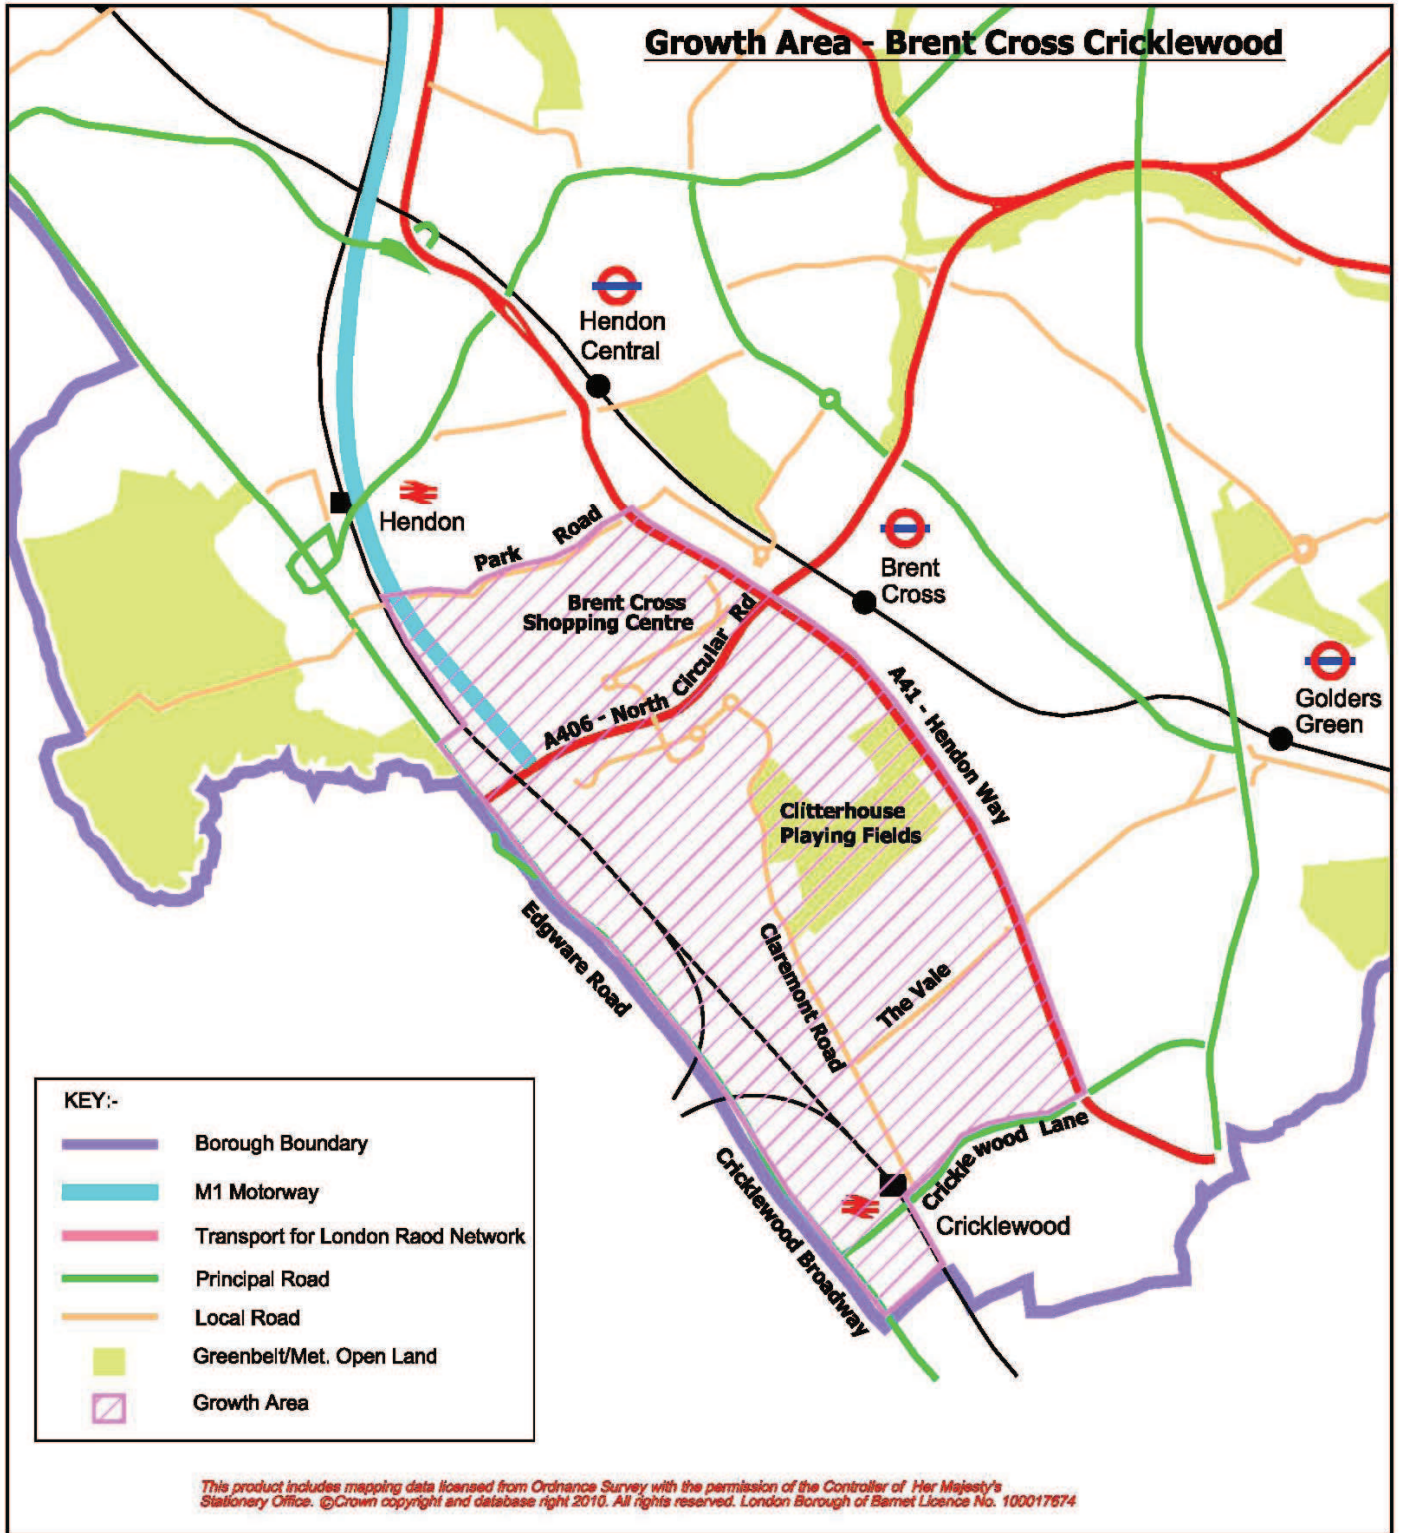 Growth Area - Brent Cross Cricklewood
Hendon
Central
Hendon
Park Road
Brent
Cross
Brent Cross
Shopping Centre
A406 - North Circular Rd
A41 - Hendon Way
Golders
Green
Clitterhouse
Playing Fields
Edgware Road
Claremont Road
The Vale
Cricklewood Lane
Cricklewood
Cricklewood Broadway
KEY:-
Borough Boundary
M1 Motorway
Transport for London Raod Network
Principal Road
Local Road
Greenbelt/Met. Open Land
Growth Area
This product includes mapping data licensed from Ordnance Survey with the permission of the Controller of Her Majesty's
Stationery Office. ©Crown copyright and database right 2010. All rights reserved. London Borough of Barnet Licence No. 100017674